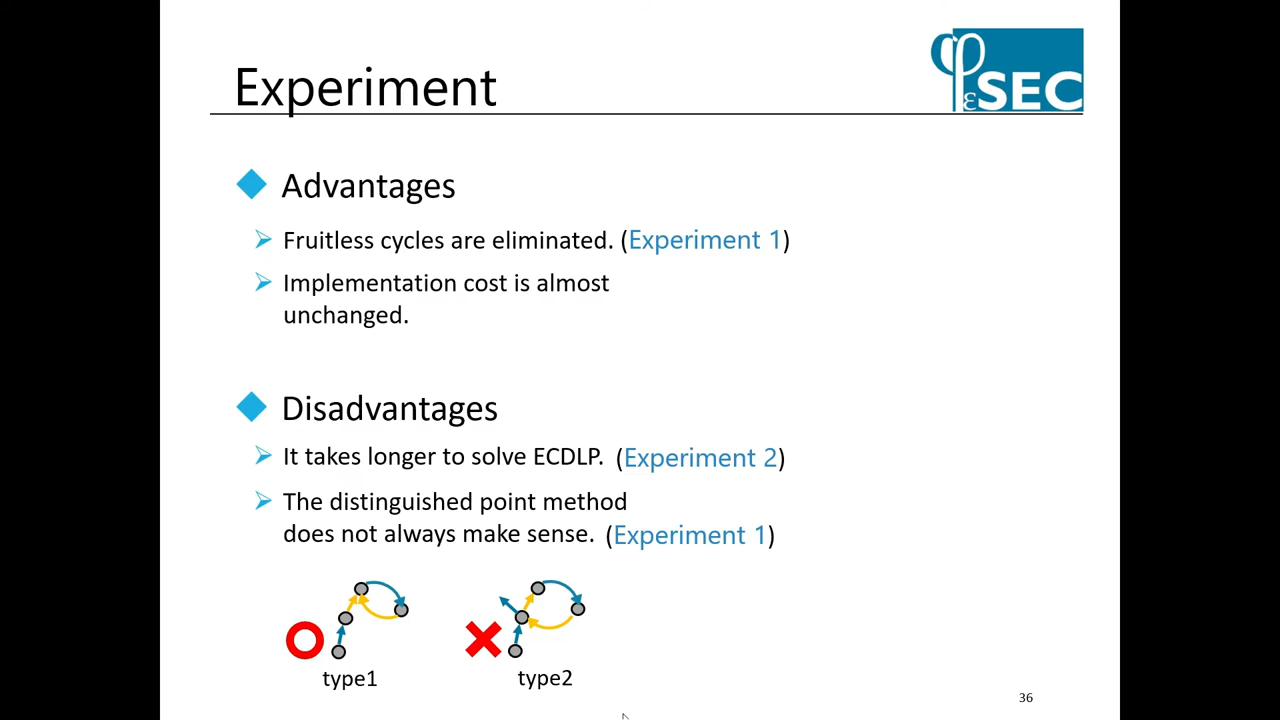 Experiment
φεSEC
Advantages
Fruitless cycles are eliminated. (Experiment 1)
Implementation cost is almost
unchanged.
Disadvantages
It takes longer to solve ECDLP. (Experiment 2)
The distinguished point method
does not always make sense. (Experiment 1)
type1
type2
36